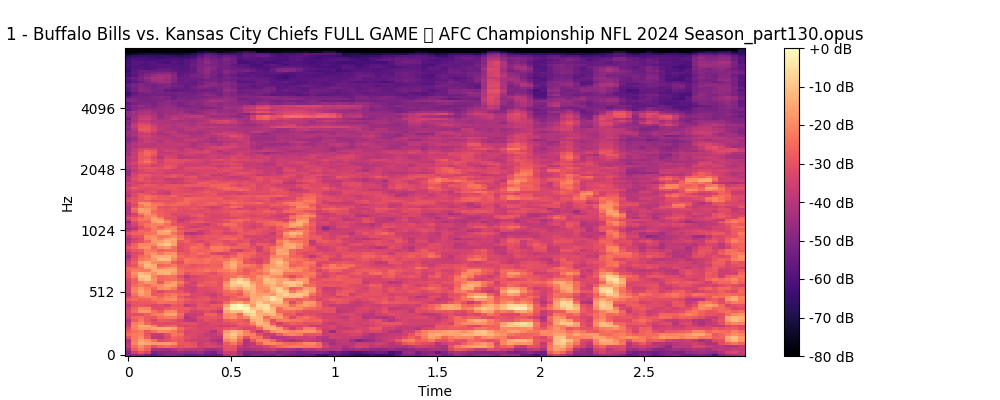 1 - Buffalo Bills vs. Kansas City Chiefs FULL GAME ▯ AFC Championship NFL 2024 Season_part130.opus
+0 dB
-10 dB
-20 dB
-30 dB
-40 dB
-50 dB
-60 dB
-70 dB
-80 dB
4096
2048
1024
512
0
Hz
0
0.5
1
1.5
2
2.5
Time